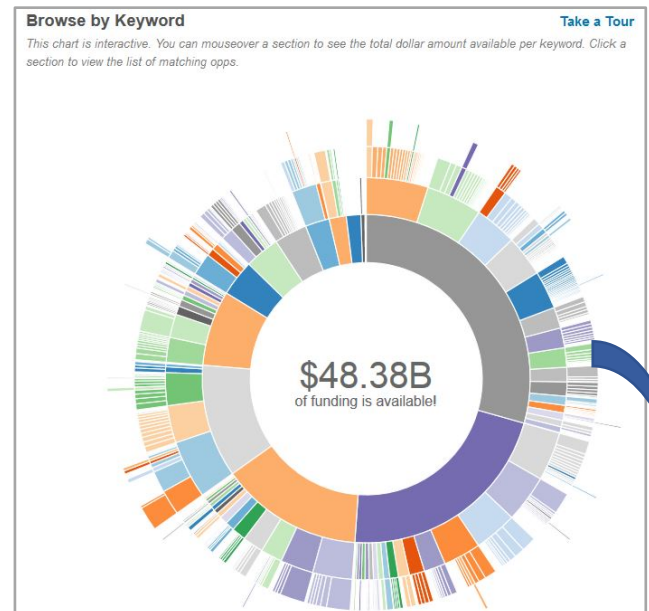 Browse by Keyword
Take a Tour
This chart is interactive. You can mouseover a section to see the total dollar amount available per keyword. Click a
section to view the list of matching opps.
$48.38B
of funding is available!